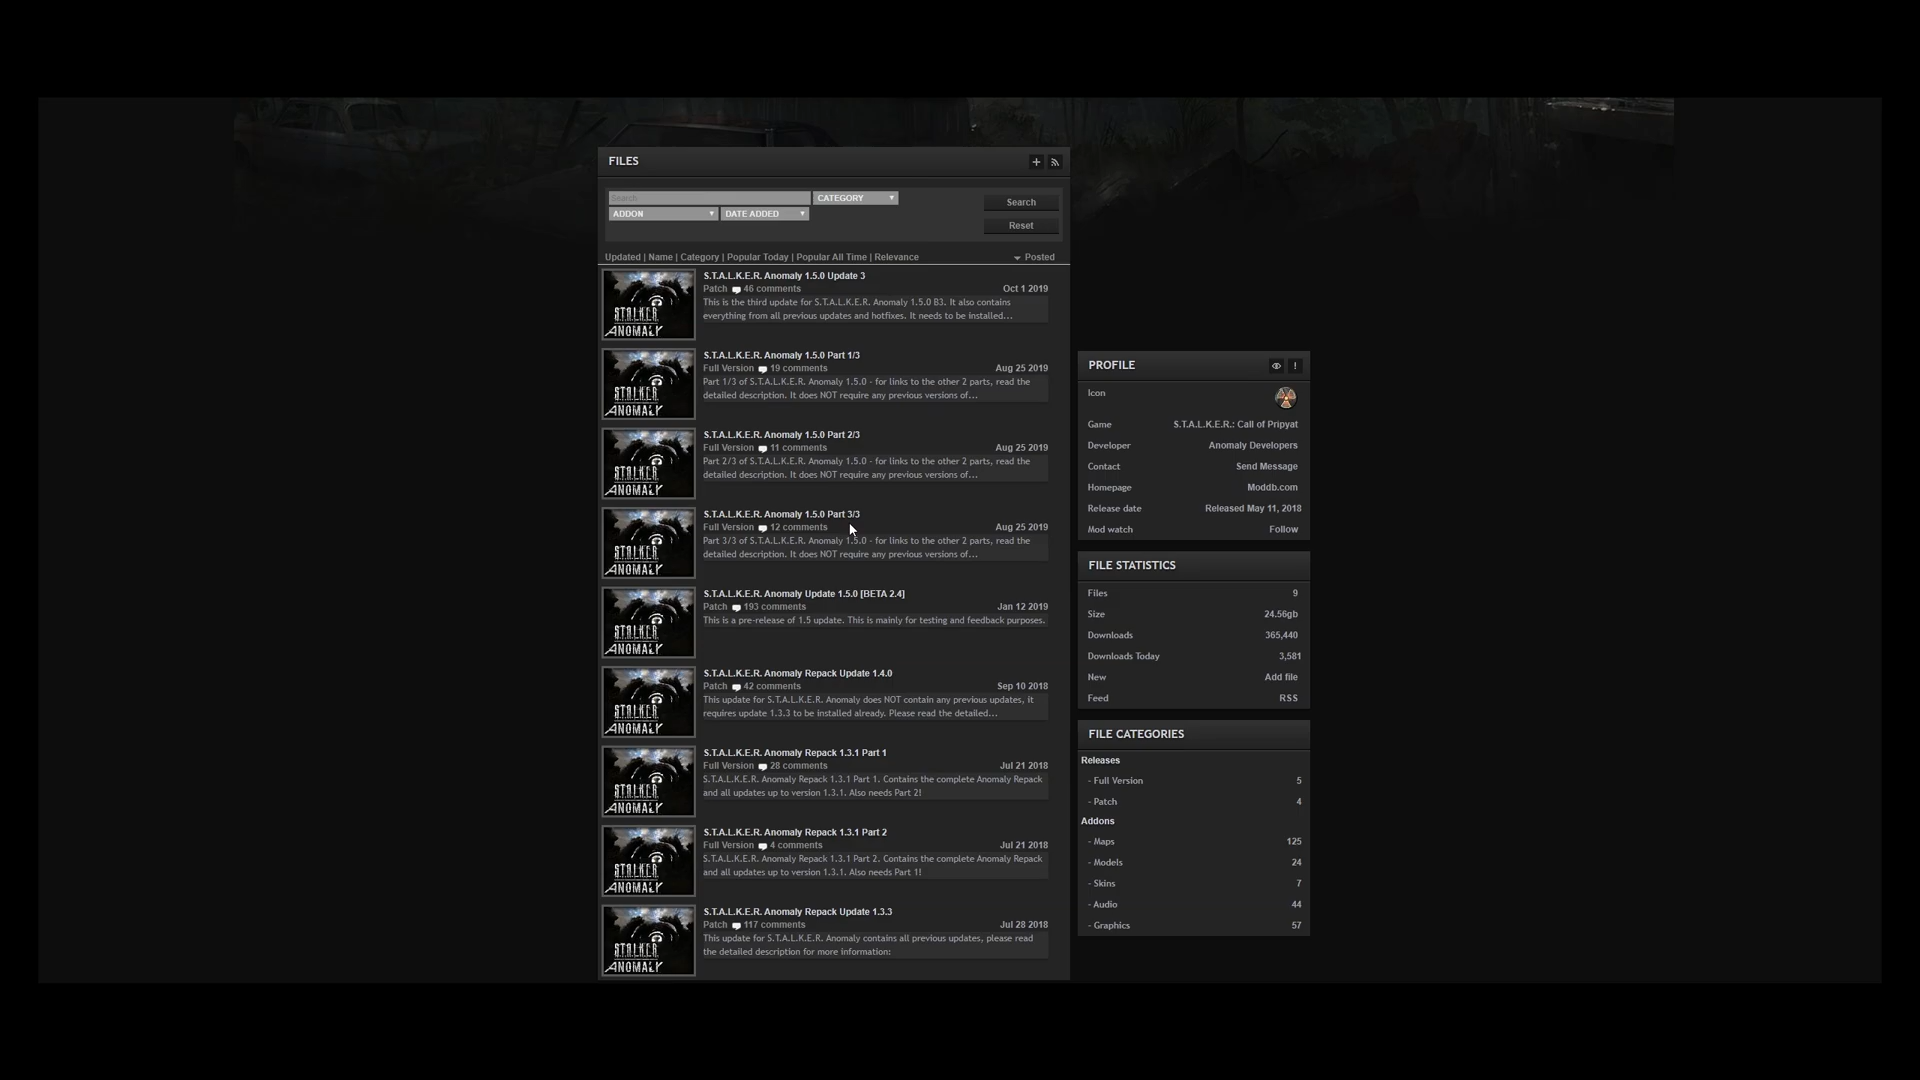 FILES
Search
CATEGORY
ADDON
DATE ADDED
Search
Reset
Updated | Name | Category | Popular Today | Popular All Time | Relevance
Posted
S.T.A.L.K.E.R. Anomaly 1.5.0 Update 3
Patch 46 comments Oct 1 2019
This is the third update for S.T.A.L.K.E.R. Anomaly 1.5.0 B3. It also contains
everything from all previous updates and hotfixes. It needs to be installed...
S.T.A.L.K.E.R. ANOMALY
S.T.A.L.K.E.R. Anomaly 1.5.0 Part 1/3
Full Version 19 comments Aug 25 2019
Part 1/3 of S.T.A.L.K.E.R. Anomaly 1.5.0 - for links to the other 2 parts, read the
detailed description. It does NOT require any previous versions of...
S.T.A.L.K.E.R. ANOMALY
S.T.A.L.K.E.R. Anomaly 1.5.0 Part 2/3
Full Version 11 comments Aug 25 2019
Part 2/3 of S.T.A.L.K.E.R. Anomaly 1.5.0 - for links to the other 2 parts, read the
detailed description. It does NOT require any previous versions of...
S.T.A.L.K.E.R. ANOMALY
S.T.A.L.K.E.R. Anomaly 1.5.0 Part 3/3
Full Version 12 comments Aug 25 2019
Part 3/3 of S.T.A.L.K.E.R. Anomaly 1.5.0 - for links to the other 2 parts, read the
detailed description. It does NOT require any previous versions of...
S.T.A.L.K.E.R. ANOMALY
S.T.A.L.K.E.R. Anomaly Update 1.5.0 [BETA 2.4]
Patch 193 comments Jan 12 2019
This is a pre-release of 1.5 update. This is mainly for testing and feedback purposes.
S.T.A.L.K.E.R. ANOMALY
S.T.A.L.K.E.R. Anomaly Repack Update 1.4.0
Patch 42 comments Sep 10 2018
This update for S.T.A.L.K.E.R. Anomaly does NOT contain any previous updates, it
requires update 1.3.3 to be installed already. Please read the detailed...
S.T.A.L.K.E.R. ANOMALY
S.T.A.L.K.E.R. Anomaly Repack 1.3.1 Part 1
Full Version 28 comments Jul 21 2018
S.T.A.L.K.E.R. Anomaly Repack 1.3.1 Part 1. Contains the complete Anomaly Repack
and all updates up to version 1.3.1. Also needs Part 2!
S.T.A.L.K.E.R. ANOMALY
S.T.A.L.K.E.R. Anomaly Repack 1.3.1 Part 2
Full Version 4 comments Jul 21 2018
S.T.A.L.K.E.R. Anomaly Repack 1.3.1 Part 2. Contains the complete Anomaly Repack
and all updates up to version 1.3.1. Also needs Part 1!
S.T.A.L.K.E.R. ANOMALY
S.T.A.L.K.E.R. Anomaly Repack Update 1.3.3
Patch 117 comments Jul 28 2018
This update for S.T.A.L.K.E.R. Anomaly contains all previous updates, please read
the detailed description for more information:
S.T.A.L.K.E.R. ANOMALY
PROFILE
Icon
Game S.T.A.L.K.E.R.: Call of Pripyat
Developer Anomaly Developers
Contact Send Message
Homepage Moddb.com
Release date Released May 11, 2018
Mod watch Follow
FILE STATISTICS
Files 9
Size 24.56gb
Downloads 365,440
Downloads Today 3,581
New Add file
Feed RSS
FILE CATEGORIES
Releases
- Full Version 5
- Patch 4
Addons
- Maps 125
- Models 24
- Skins 7
- Audio 44
- Graphics 57